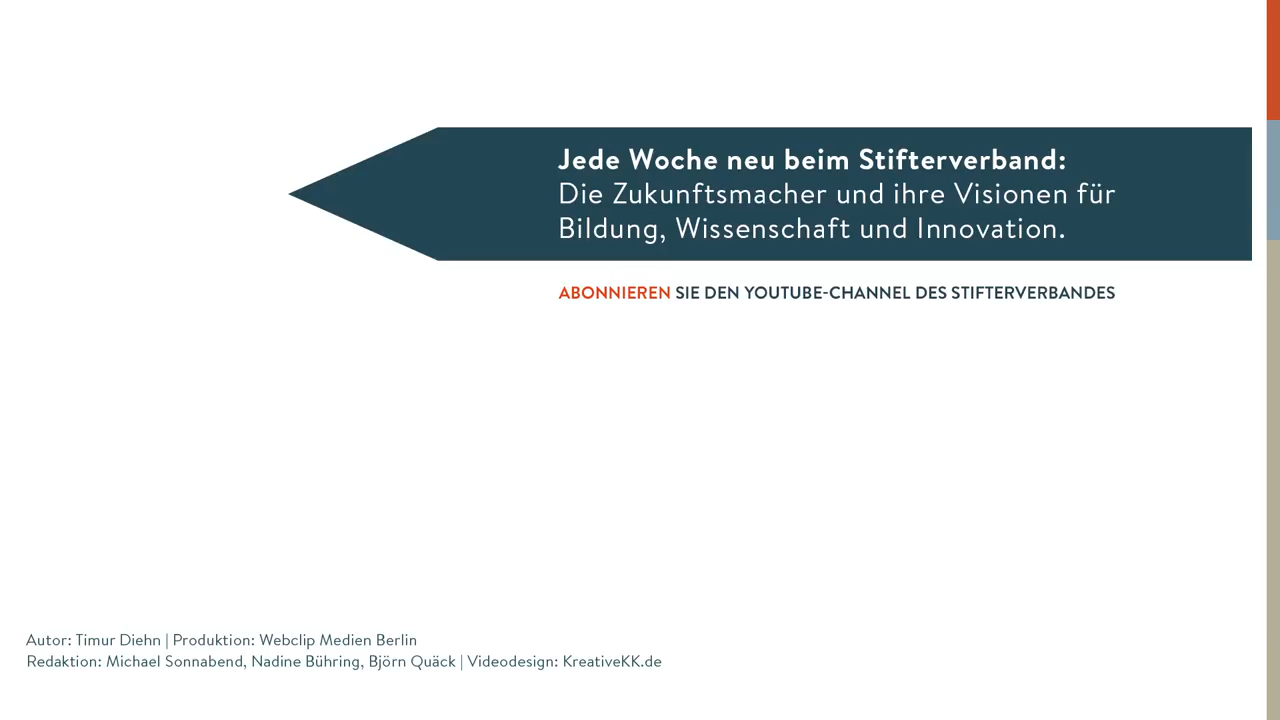 Jede Woche neu beim Stifterverband:
Die Zukunftsmacher und ihre Visionen für
Bildung, Wissenschaft und Innovation.
ABONNIEREN SIE DEN YOUTUBE-CHANNEL DES STIFTERVERBANDES
Autor: Timur Diehn | Produktion: Webclip Medien Berlin
Redaktion: Michael Sonnabend, Nadine Bühring, Björn Quäck | Videodesign: KreativeKK.de